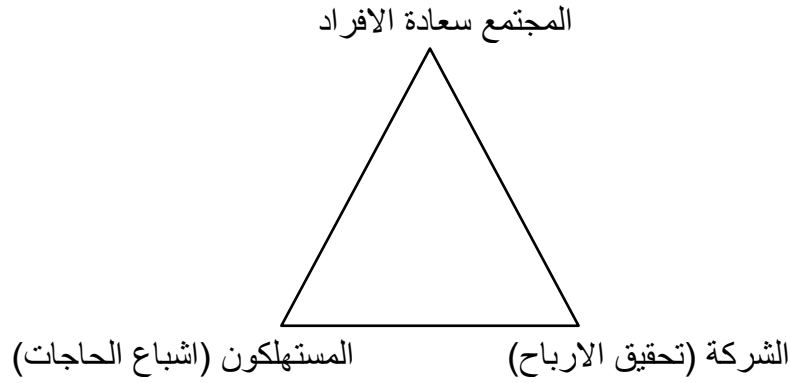 المجتمع سعادة الافراد
الشركة (تحقيق الارباح)
المستهلكون (اشباع الحاجات)